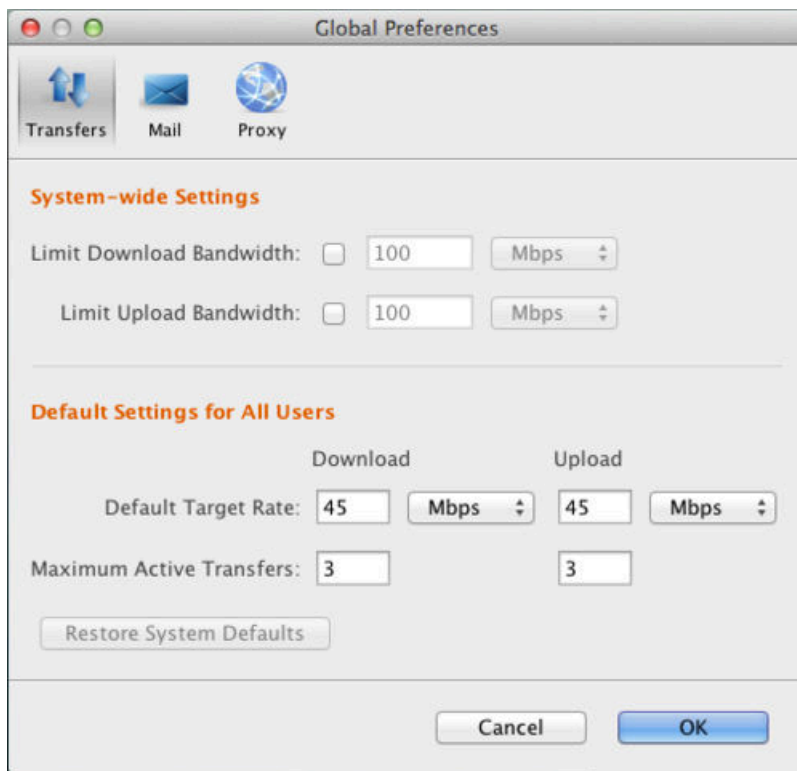 Global Preferences
Transfers Mail Proxy
System-wide Settings
Limit Download Bandwidth: 100 Mbps
Limit Upload Bandwidth: 100 Mbps
Default Settings for All Users
Download Upload
Default Target Rate: 45 Mbps 45 Mbps
Maximum Active Transfers: 3 3
Restore System Defaults
Cancel OK